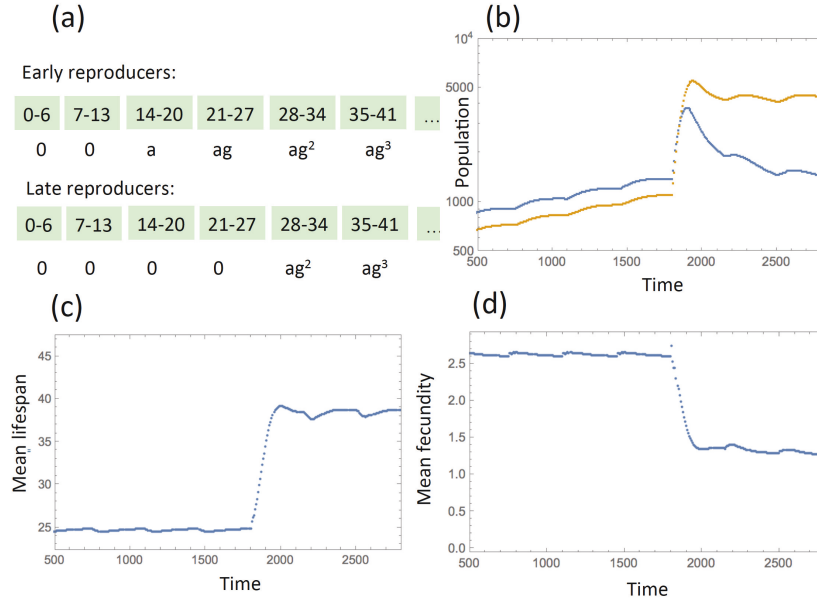 (a)
Early reproducers:
0-6 7-13 14-20 21-27 28-34 35-41 ...
0 0 a ag ag² ag³
Late reproducers:
0-6 7-13 14-20 21-27 28-34 35-41 ...
0 0 0 0 ag² ag³
(b)
10⁴
5000
1000
500
Population
500 1000 1500 2000 2500
Time
(c)
45
40
35
30
25
Mean lifespan
500 1000 1500 2000 2500
Time
(d)
2.5
2.0
1.5
1.0
0.5
0.0
Mean fecundity
500 1000 1500 2000 2500
Time